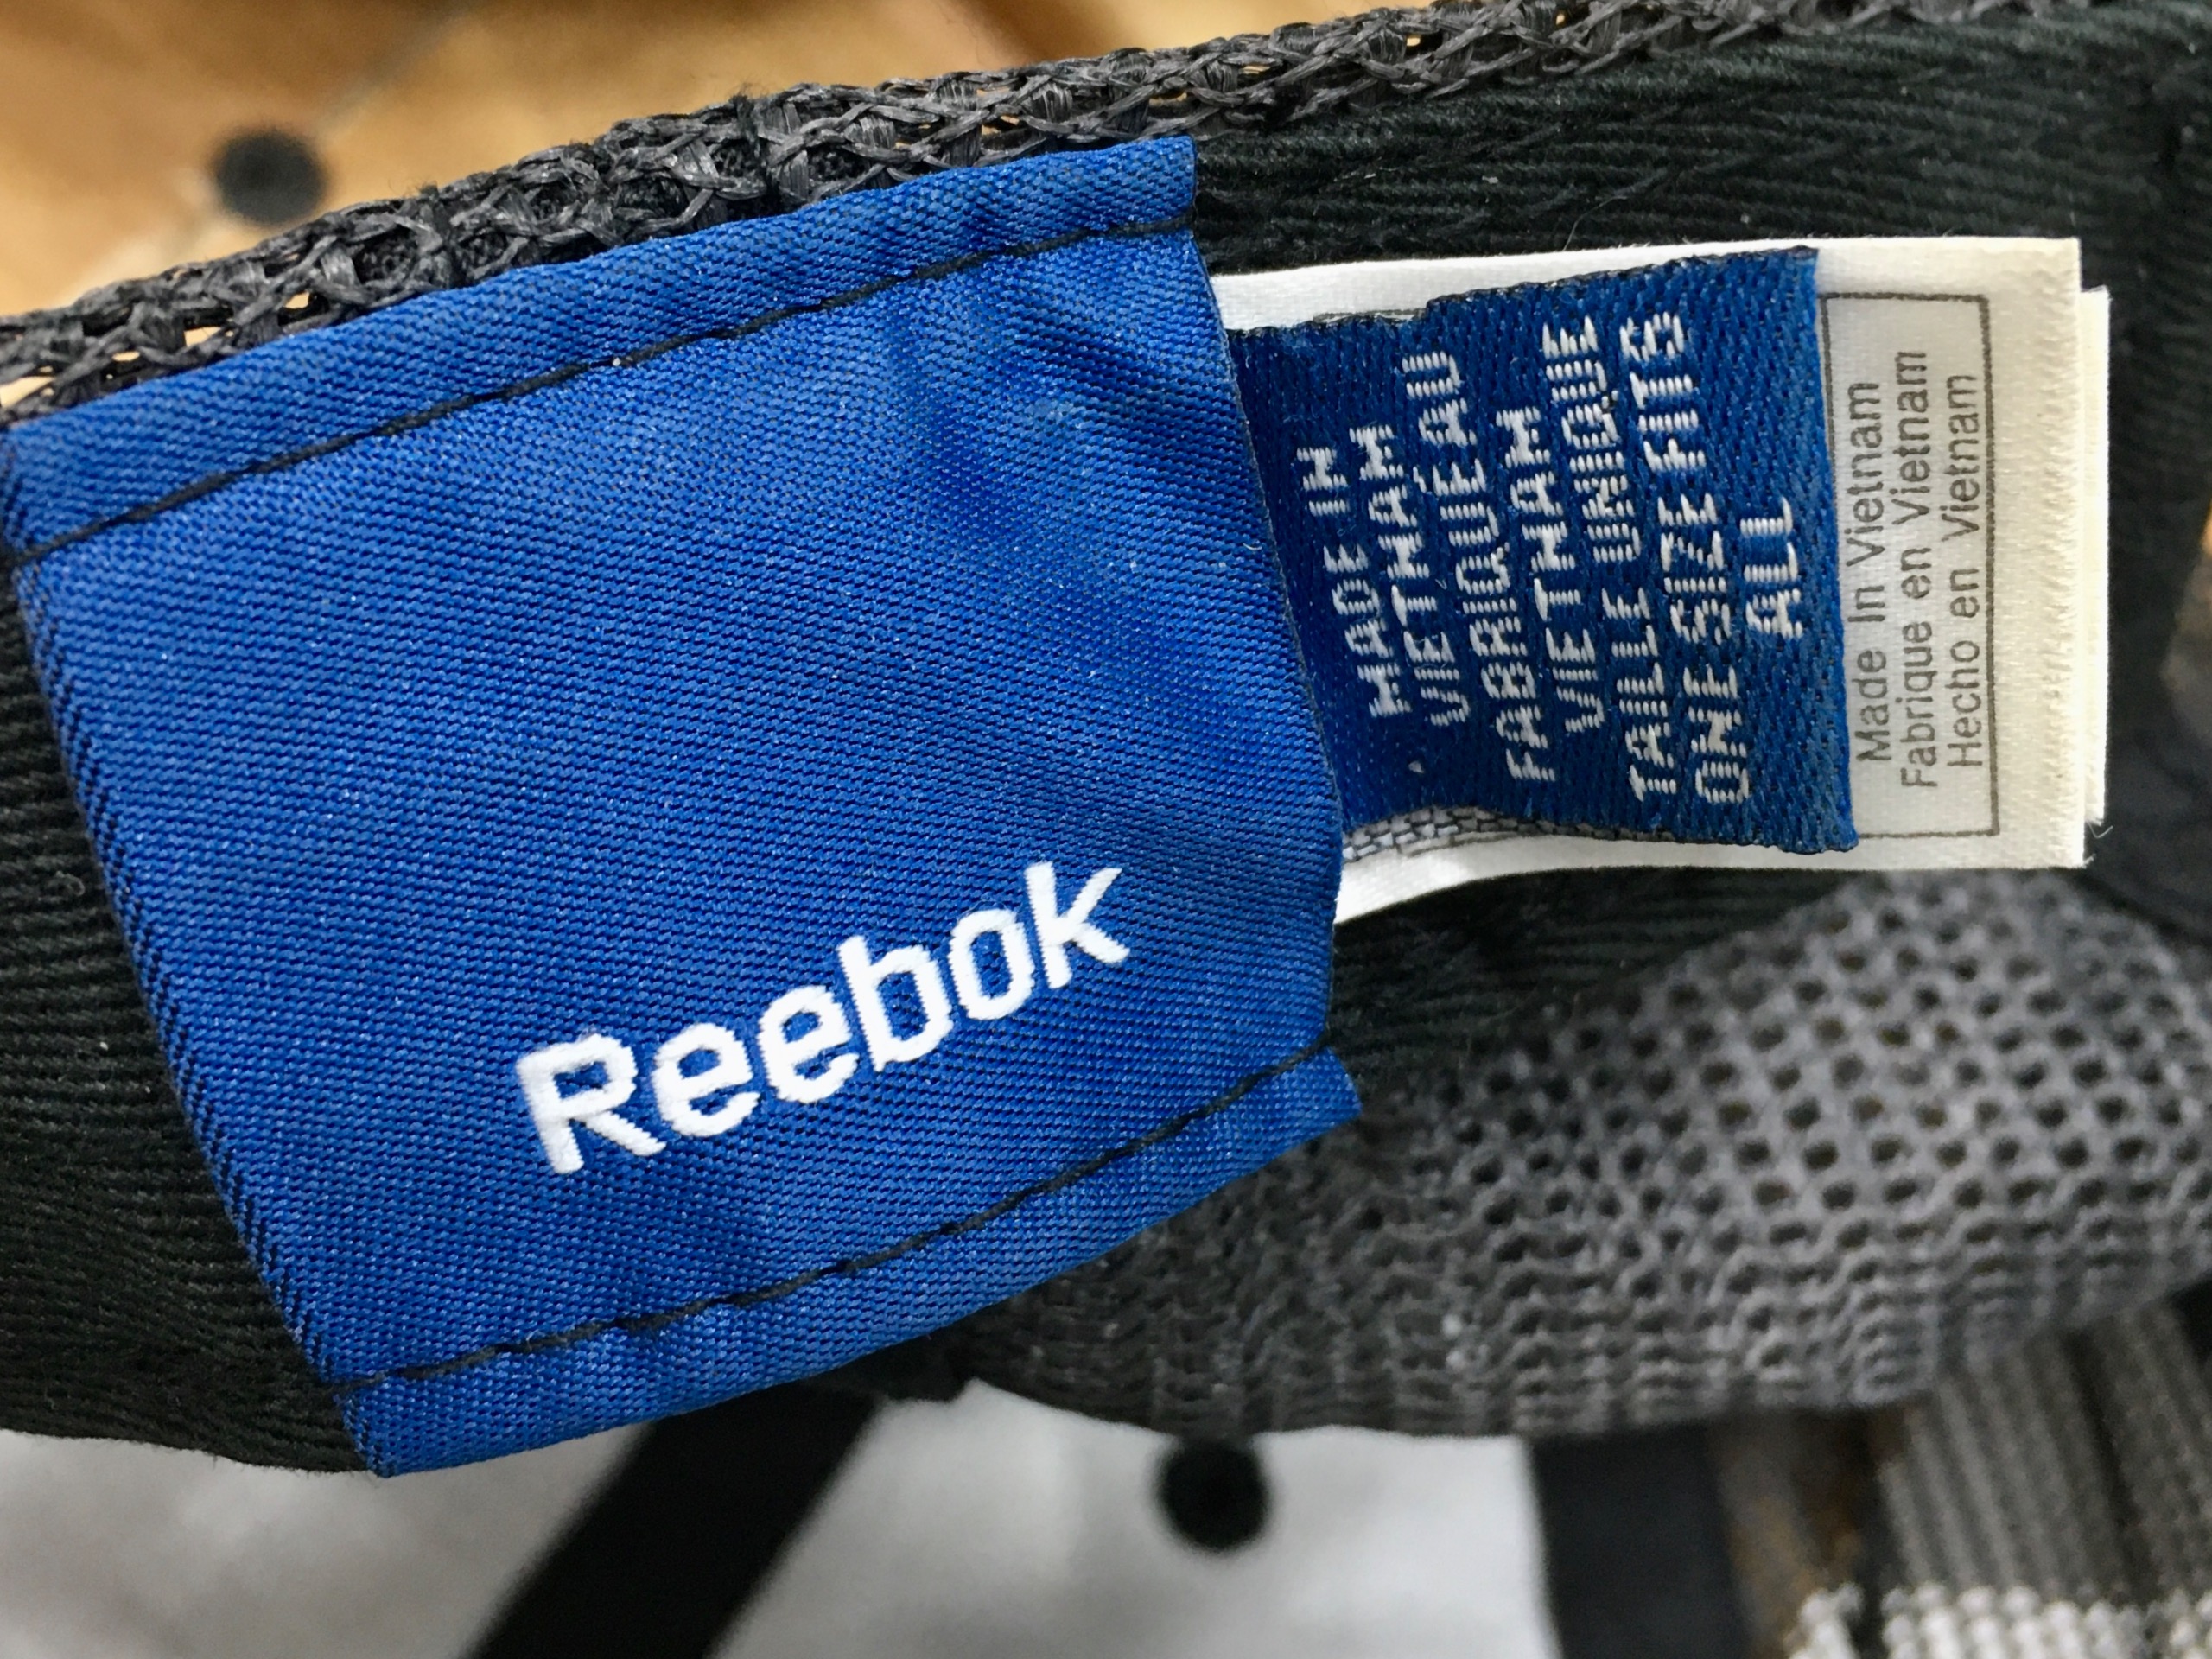 Reebok
MADE IN
VIETNAM
FABRIQUÉ AU
VIETNAM
TAILLE UNIQUE
ONE SIZE FITS
ALL
Made In Vietnam
Fabrique en Vietnam
Hecho en Vietnam